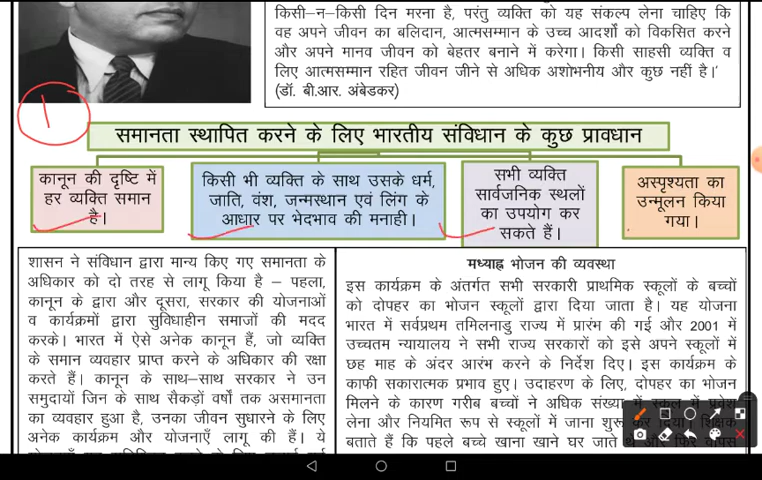 किसी–न–किसी दिन मरना है, परंतु व्यक्ति को यह संकल्प लेना चाहिए कि
वह अपने जीवन का बलिदान, आत्मसम्मान के उच्च आदर्शों को विकसित करने
और अपने मानव जीवन को बेहतर बनाने में करेगा। किसी साहसी व्यक्ति व
लिए आत्मसम्मान रहित जीवन जीने से अधिक अशोभनीय और कुछ नहीं है।'
(डॉ. बी.आर. अंबेडकर)
1
समानता स्थापित करने के लिए भारतीय संविधान के कुछ प्रावधान
कानून की दृष्टि में
हर व्यक्ति समान
है।
किसी भी व्यक्ति के साथ उसके धर्म,
जाति, वंश, जन्मस्थान एवं लिंग के
आधार पर भेदभाव की मनाही।
सभी व्यक्ति
सार्वजनिक स्थलों
का उपयोग कर
सकते हैं।
अस्पृश्यता का
उन्मूलन किया
गया।
शासन ने संविधान द्वारा मान्य किए गए समानता के
अधिकार को दो तरह से लागू किया है – पहला,
कानून के द्वारा और दूसरा, सरकार की योजनाओं
व कार्यक्रमों द्वारा सुविधाहीन समाजों की मदद
करके। भारत में ऐसे अनेक कानून हैं, जो व्यक्ति
के समान व्यवहार प्राप्त करने के अधिकार की रक्षा
करते हैं। कानून के साथ–साथ सरकार ने उन
समुदायों जिन के साथ सैकड़ों वर्षों तक असमानता
का व्यवहार हुआ है, उनका जीवन सुधारने के लिए
अनेक कार्यक्रम और योजनाएँ लागू की हैं। ये
मध्याह्न भोजन की व्यवस्था
इस कार्यक्रम के अंतर्गत सभी सरकारी प्राथमिक स्कूलों के बच्चों
को दोपहर का भोजन स्कूलों द्वारा दिया जाता है। यह योजना
भारत में सर्वप्रथम तमिलनाडु राज्य में प्रारंभ की गई और 2001 में
उच्चतम न्यायालय ने सभी राज्य सरकारों को इसे अपने स्कूलों में
छह माह के अंदर आरंभ करने के निर्देश दिए। इस कार्यक्रम के
काफी सकारात्मक प्रभाव हुए। उदाहरण के लिए, दोपहर का भोजन
मिलने के कारण गरीब बच्चों ने अधिक संख्या में स्कूल में प्रवेश
लेना और नियमित रूप से स्कूलों में जाना शुरू कर दिया। शिक्षक
बताते हैं कि पहले बच्चे खाना खाने घर जाते थे और फिर वापस